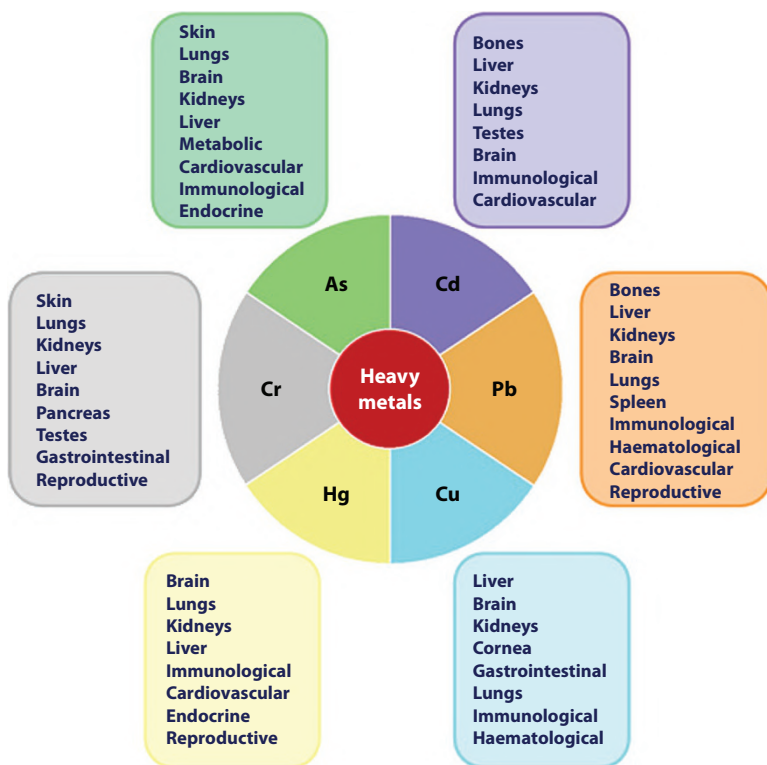 Skin
Lungs
Brain
Kidneys
Liver
Metabolic
Cardiovascular
Immunological
Endocrine
Bones
Liver
Kidneys
Lungs
Testes
Brain
Immunological
Cardiovascular
As
Cd
Skin
Lungs
Kidneys
Liver
Brain
Pancreas
Testes
Gastrointestinal
Reproductive
Cr
Heavy
metals
Pb
Bones
Liver
Kidneys
Brain
Lungs
Spleen
Immunological
Haematological
Cardiovascular
Reproductive
Hg
Cu
Brain
Lungs
Kidneys
Liver
Immunological
Cardiovascular
Endocrine
Reproductive
Liver
Brain
Kidneys
Cornea
Gastrointestinal
Lungs
Immunological
Haematological